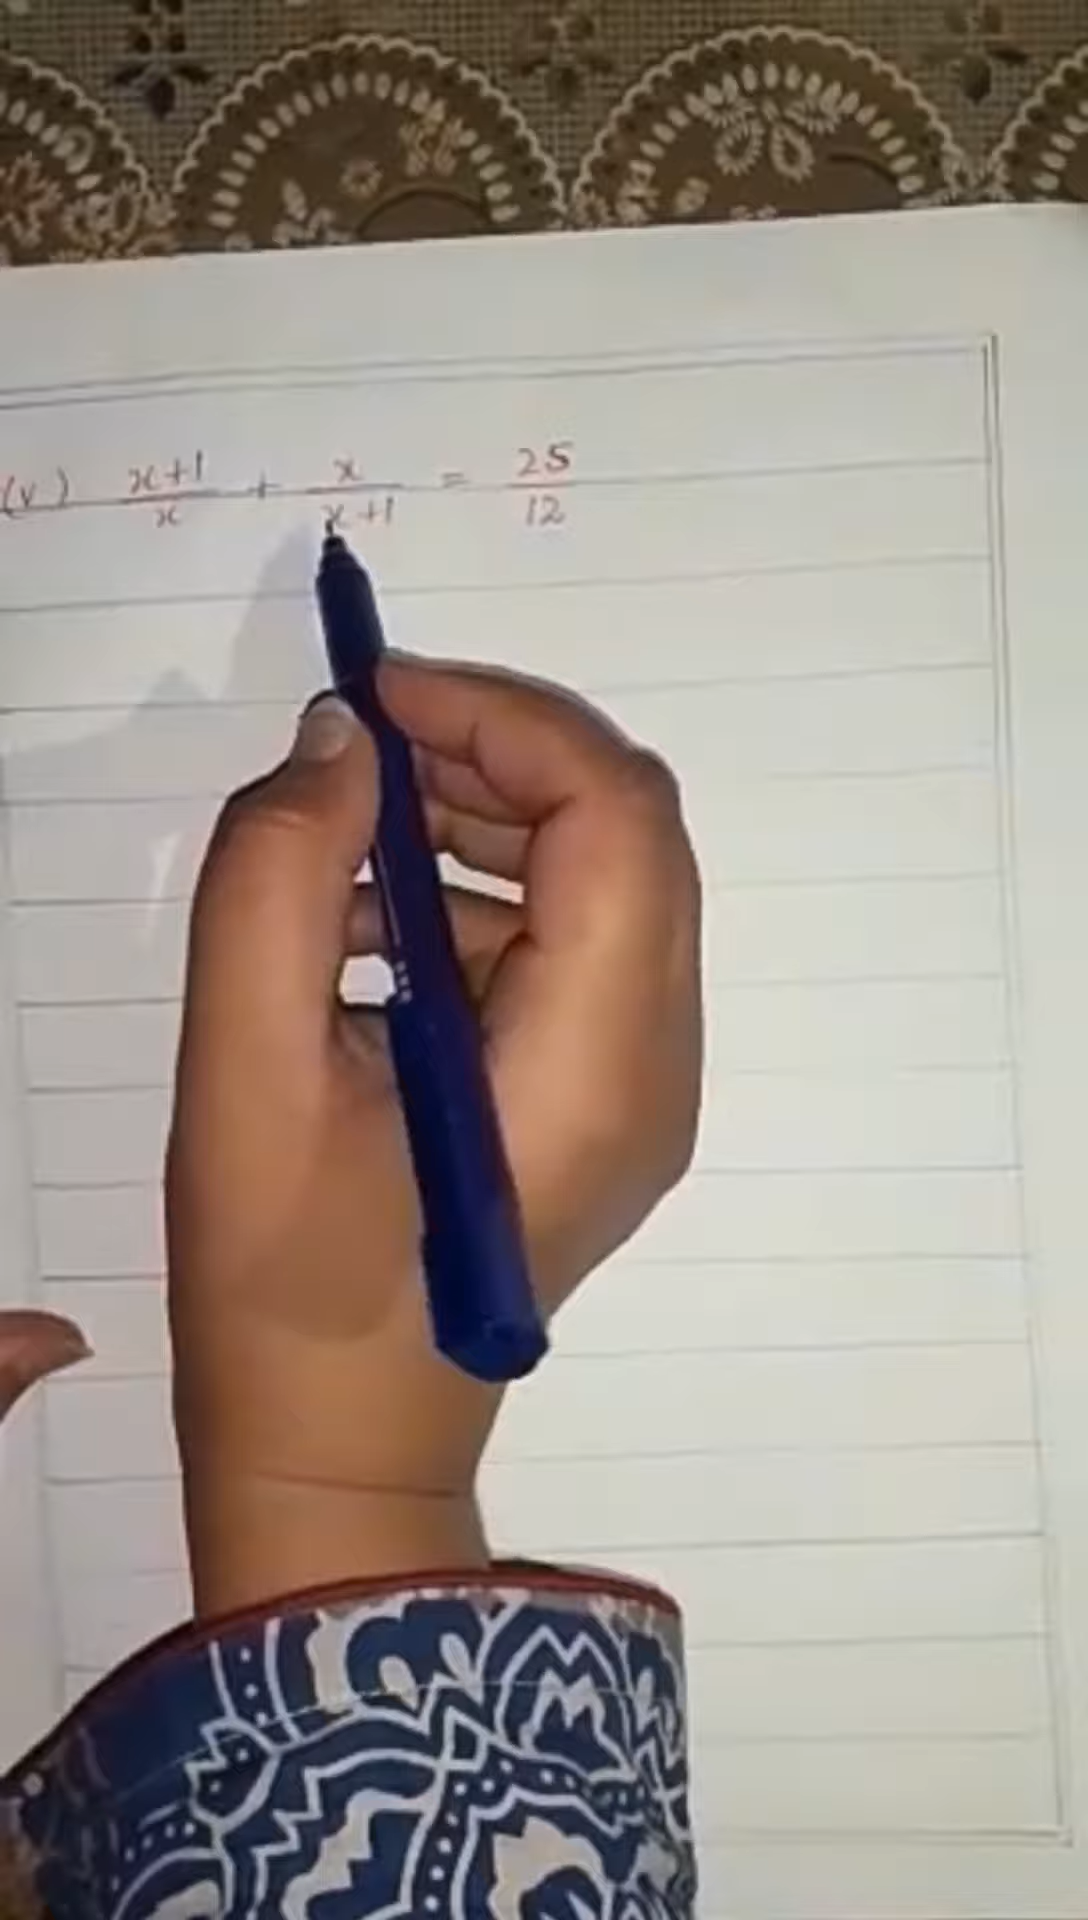 (v) x+1/x + x/x+1 = 25/12